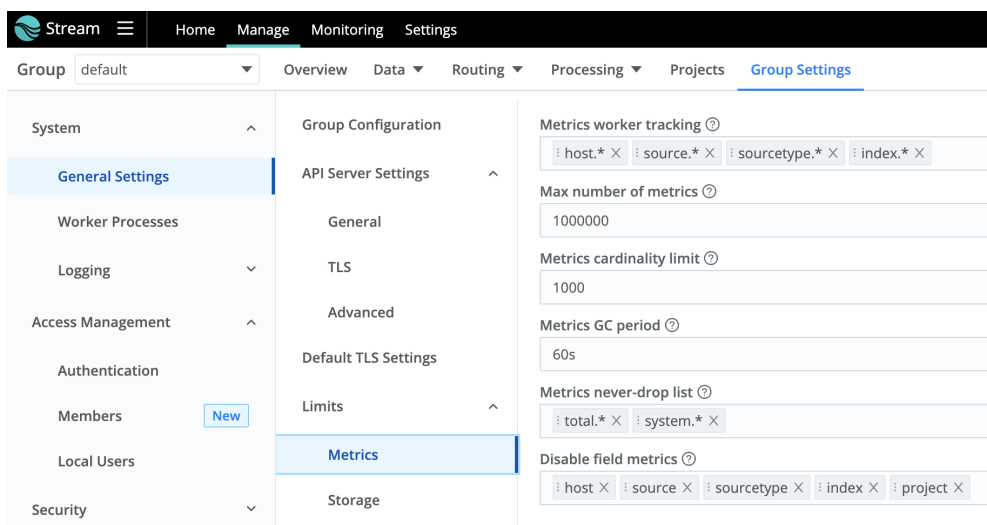 Stream
Home Manage Monitoring Settings
Group default
Overview Data Routing Processing Projects Group Settings
System
General Settings
Worker Processes
Logging
Access Management
Authentication
Members New
Local Users
Security
Group Configuration
API Server Settings
General
TLS
Advanced
Default TLS Settings
Limits
Metrics
Storage
Metrics worker tracking
host.* source.* sourcetype.* index.*
Max number of metrics
1000000
Metrics cardinality limit
1000
Metrics GC period
60s
Metrics never-drop list
total.* system.*
Disable field metrics
host source sourcetype index project